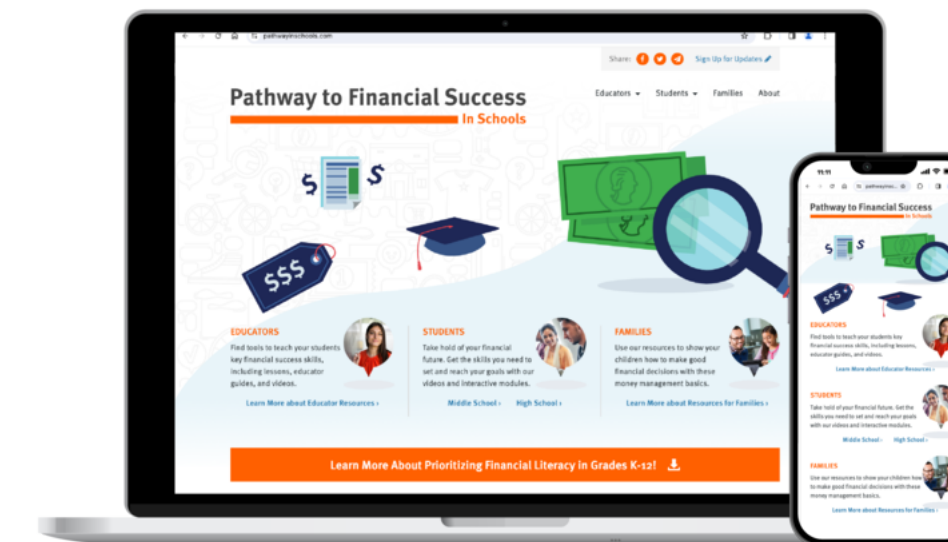 pathwayinschools.com
Share:
Sign Up for Updates
Pathway to Financial Success
In Schools
Educators
Students
Families
About
$ $
$$$
EDUCATORS
Find tools to teach your students
key financial success skills,
including lessons, educator
guides, and videos.
Learn More about Educator Resources ›
STUDENTS
Take hold of your financial
future. Get the skills you need to
set and reach your goals with our
videos and interactive modules.
Middle School › High School ›
FAMILIES
Use our resources to show your
children how to make good
financial decisions with these
money management basics.
Learn More about Resources for Families ›
Learn More About Prioritizing Financial Literacy in Grades K-12!
11:11
pathwayinsc...
Pathway to Financial Success
In Schools
$ $
$$$
EDUCATORS
Find tools to teach your students key
financial success skills, including lessons,
educator guides, and videos.
Learn More about Educator Resources ›
STUDENTS
Take hold of your financial future. Get the
skills you need to set and reach your goals
with our videos and interactive modules.
Middle School › High School ›
FAMILIES
Use our resources to show your children how
to make good financial decisions with these
money management basics.
Learn More about Resources for Families ›